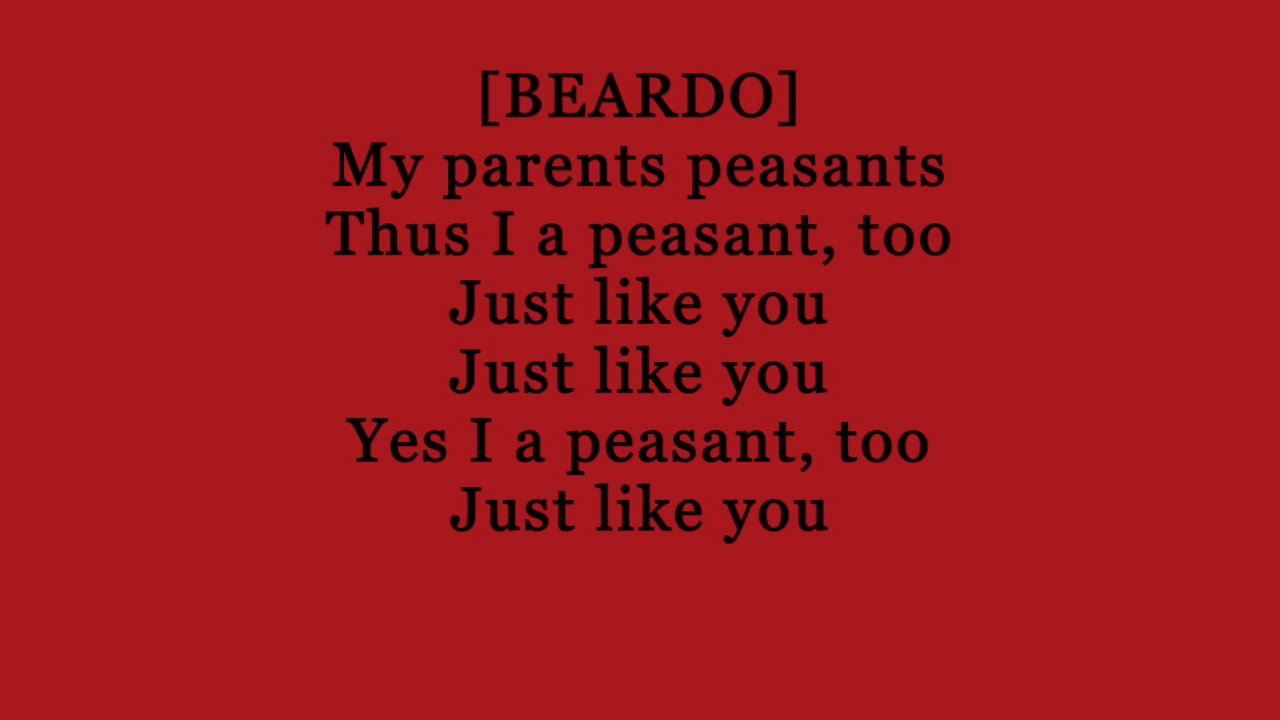 [BEARDO]
My parents peasants
Thus I a peasant, too
Just like you
Just like you
Yes I a peasant, too
Just like you